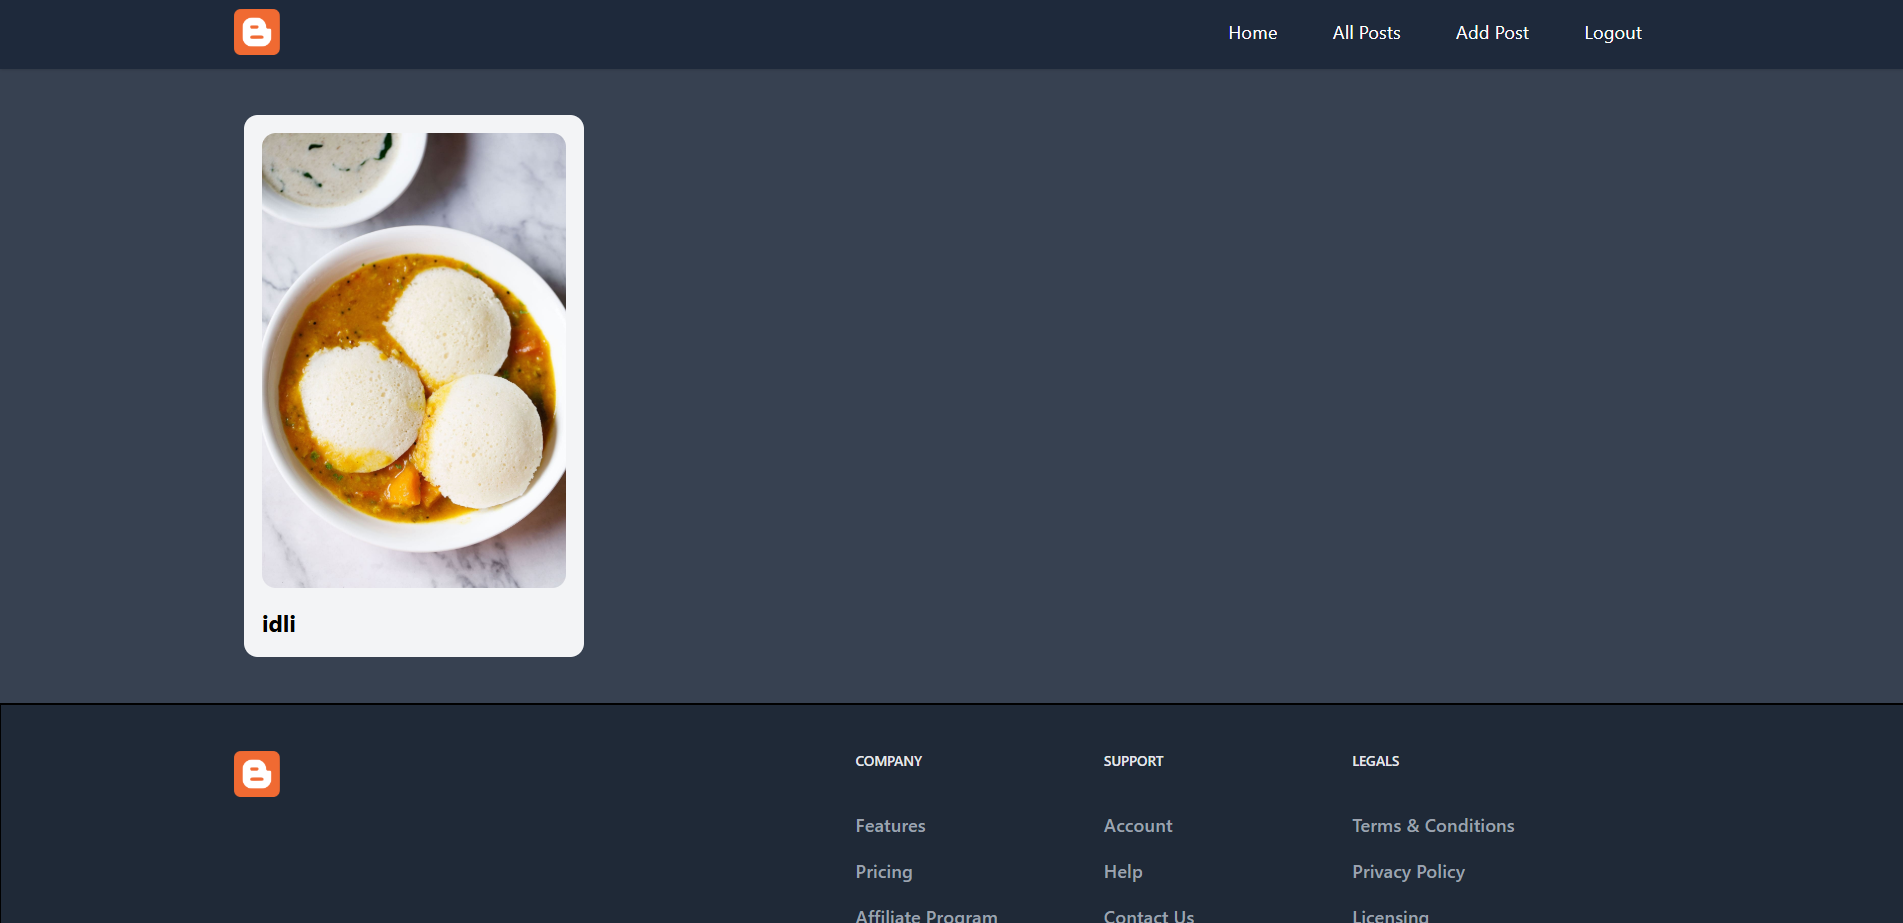 Home All Posts Add Post Logout
idli
COMPANY
Features
Pricing
Affiliate Program
SUPPORT
Account
Help
Contact Us
LEGALS
Terms & Conditions
Privacy Policy
Licensing